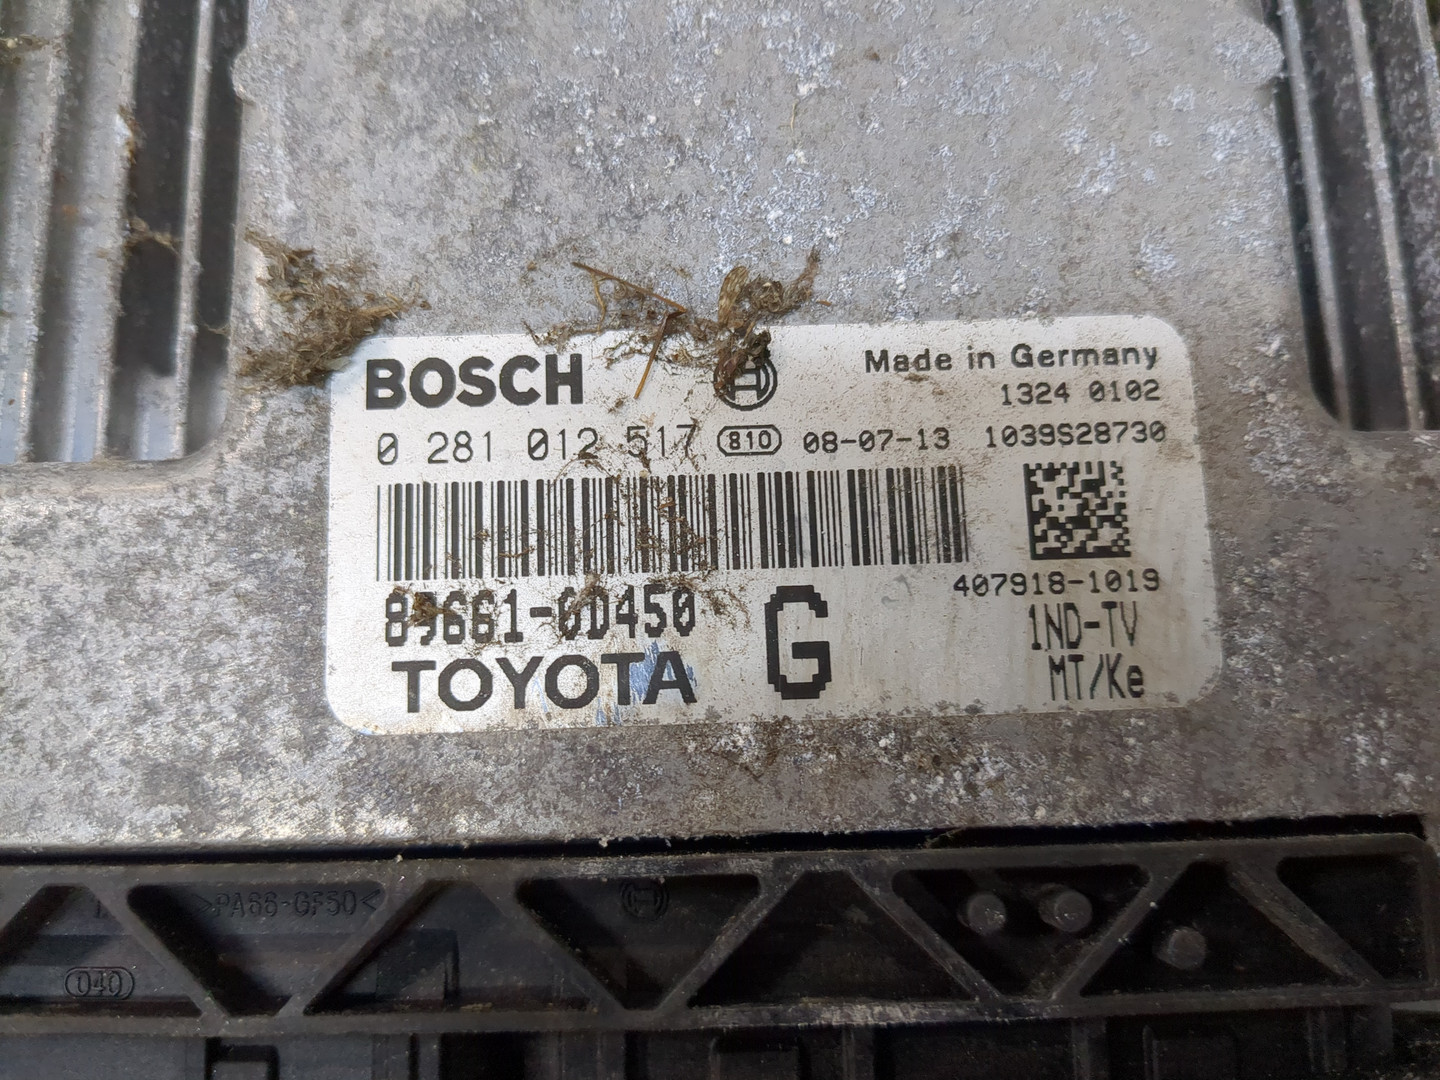 BOSCH
Made in Germany
1324 0102
0 281 012 517 810 08-07-13 1039S28730
407918-1019
89661-0D450 G 1ND-TV
TOYOTA MT/Ke
>PA66-GF50<
040